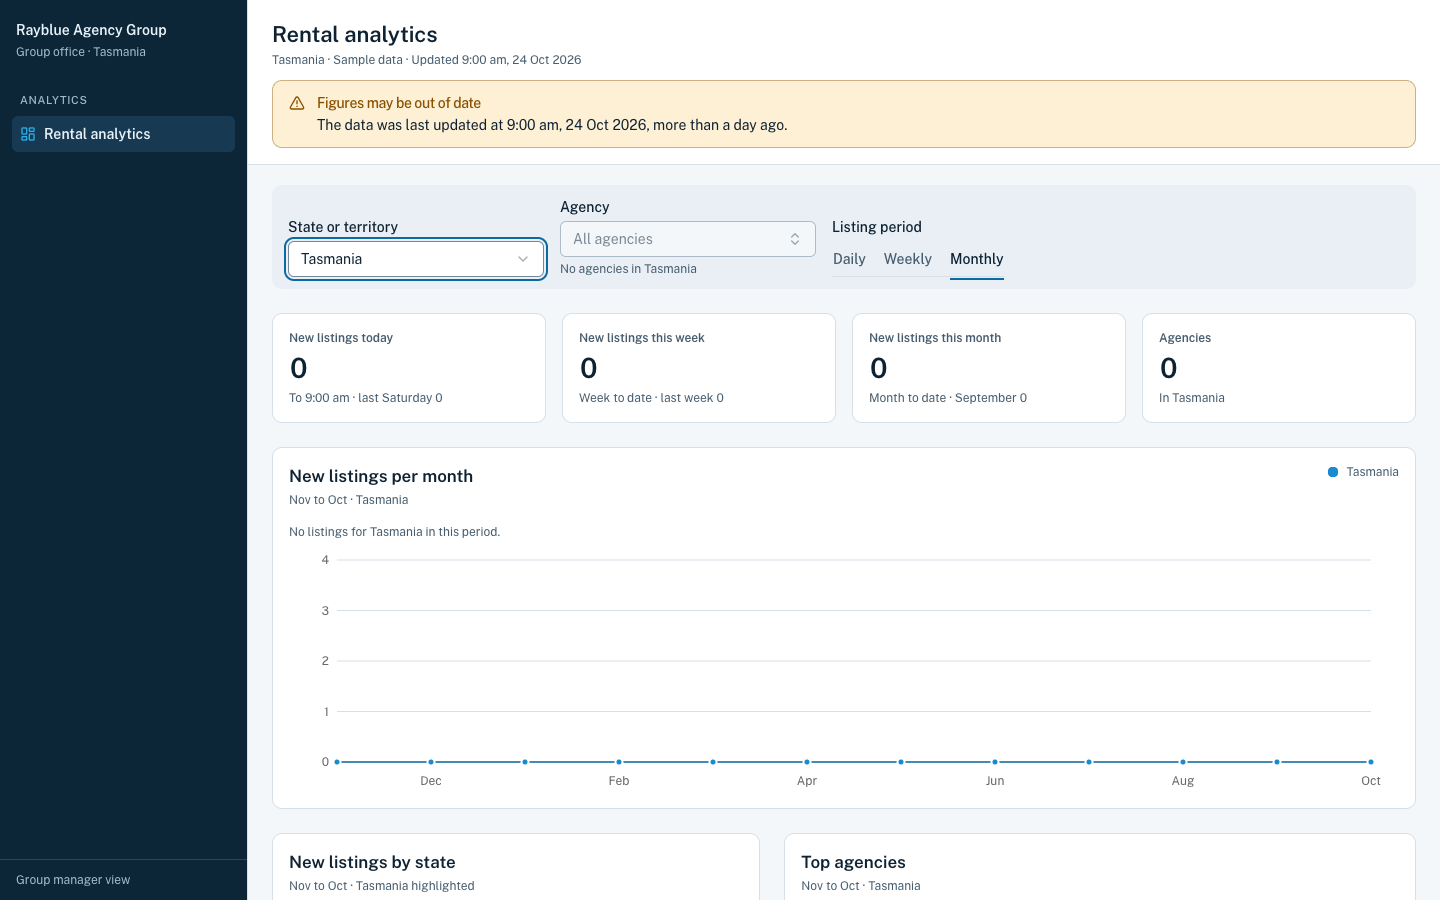 Rayblue Agency Group
Group office · Tasmania
ANALYTICS
Rental analytics
Group manager view
Rental analytics
Tasmania · Sample data · Updated 9:00 am, 24 Oct 2026
Figures may be out of date
The data was last updated at 9:00 am, 24 Oct 2026, more than a day ago.
State or territory
Tasmania
Agency
All agencies
No agencies in Tasmania
Listing period
Daily Weekly Monthly
New listings today
0
To 9:00 am · last Saturday 0
New listings this week
0
Week to date · last week 0
New listings this month
0
Month to date · September 0
Agencies
0
In Tasmania
New listings per month
Nov to Oct · Tasmania
Tasmania
No listings for Tasmania in this period.
4
3
2
1
0
Dec Feb Apr Jun Aug Oct
New listings by state
Nov to Oct · Tasmania highlighted
Top agencies
Nov to Oct · Tasmania